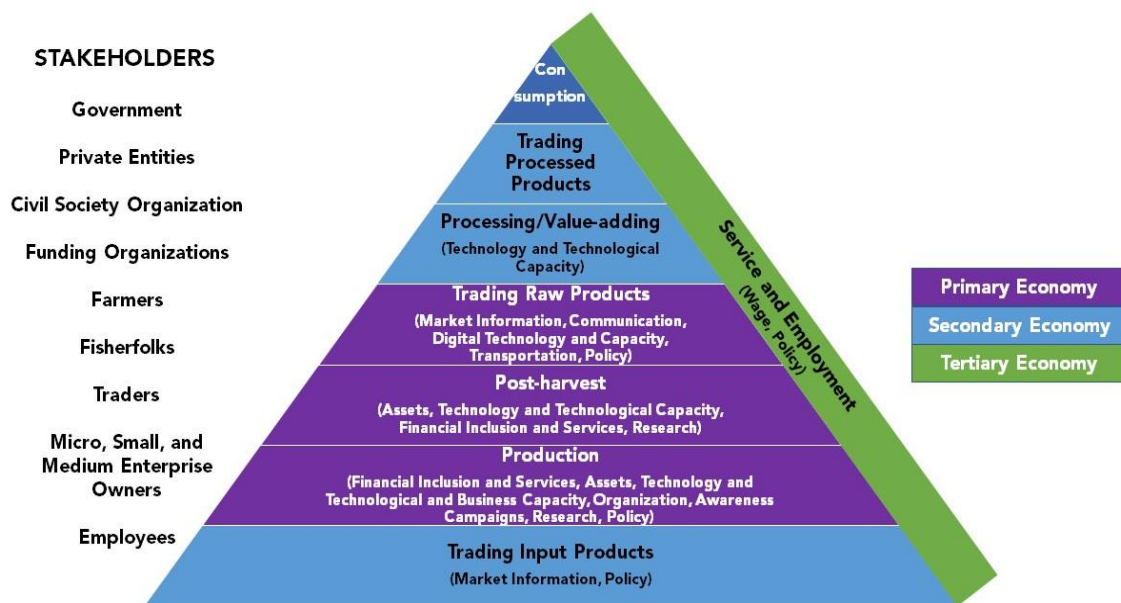 STAKEHOLDERS
Government
Private Entities
Civil Society Organization
Funding Organizations
Farmers
Fisherfolks
Traders
Micro, Small, and
Medium Enterprise
Owners
Employees
Con
sumption
Trading
Processed
Products
Processing/Value-adding
(Technology and Technological
Capacity)
Trading Raw Products
(Market Information, Communication,
Digital Technology and Capacity,
Transportation, Policy)
Post-harvest
(Assets, Technology and Technological Capacity,
Financial Inclusion and Services, Research)
Production
(Financial Inclusion and Services, Assets, Technology and
Technological and Business Capacity, Organization, Awareness
Campaigns, Research, Policy)
Trading Input Products
(Market Information, Policy)
Service and Employment
(Wage, Policy)
Primary Economy
Secondary Economy
Tertiary Economy